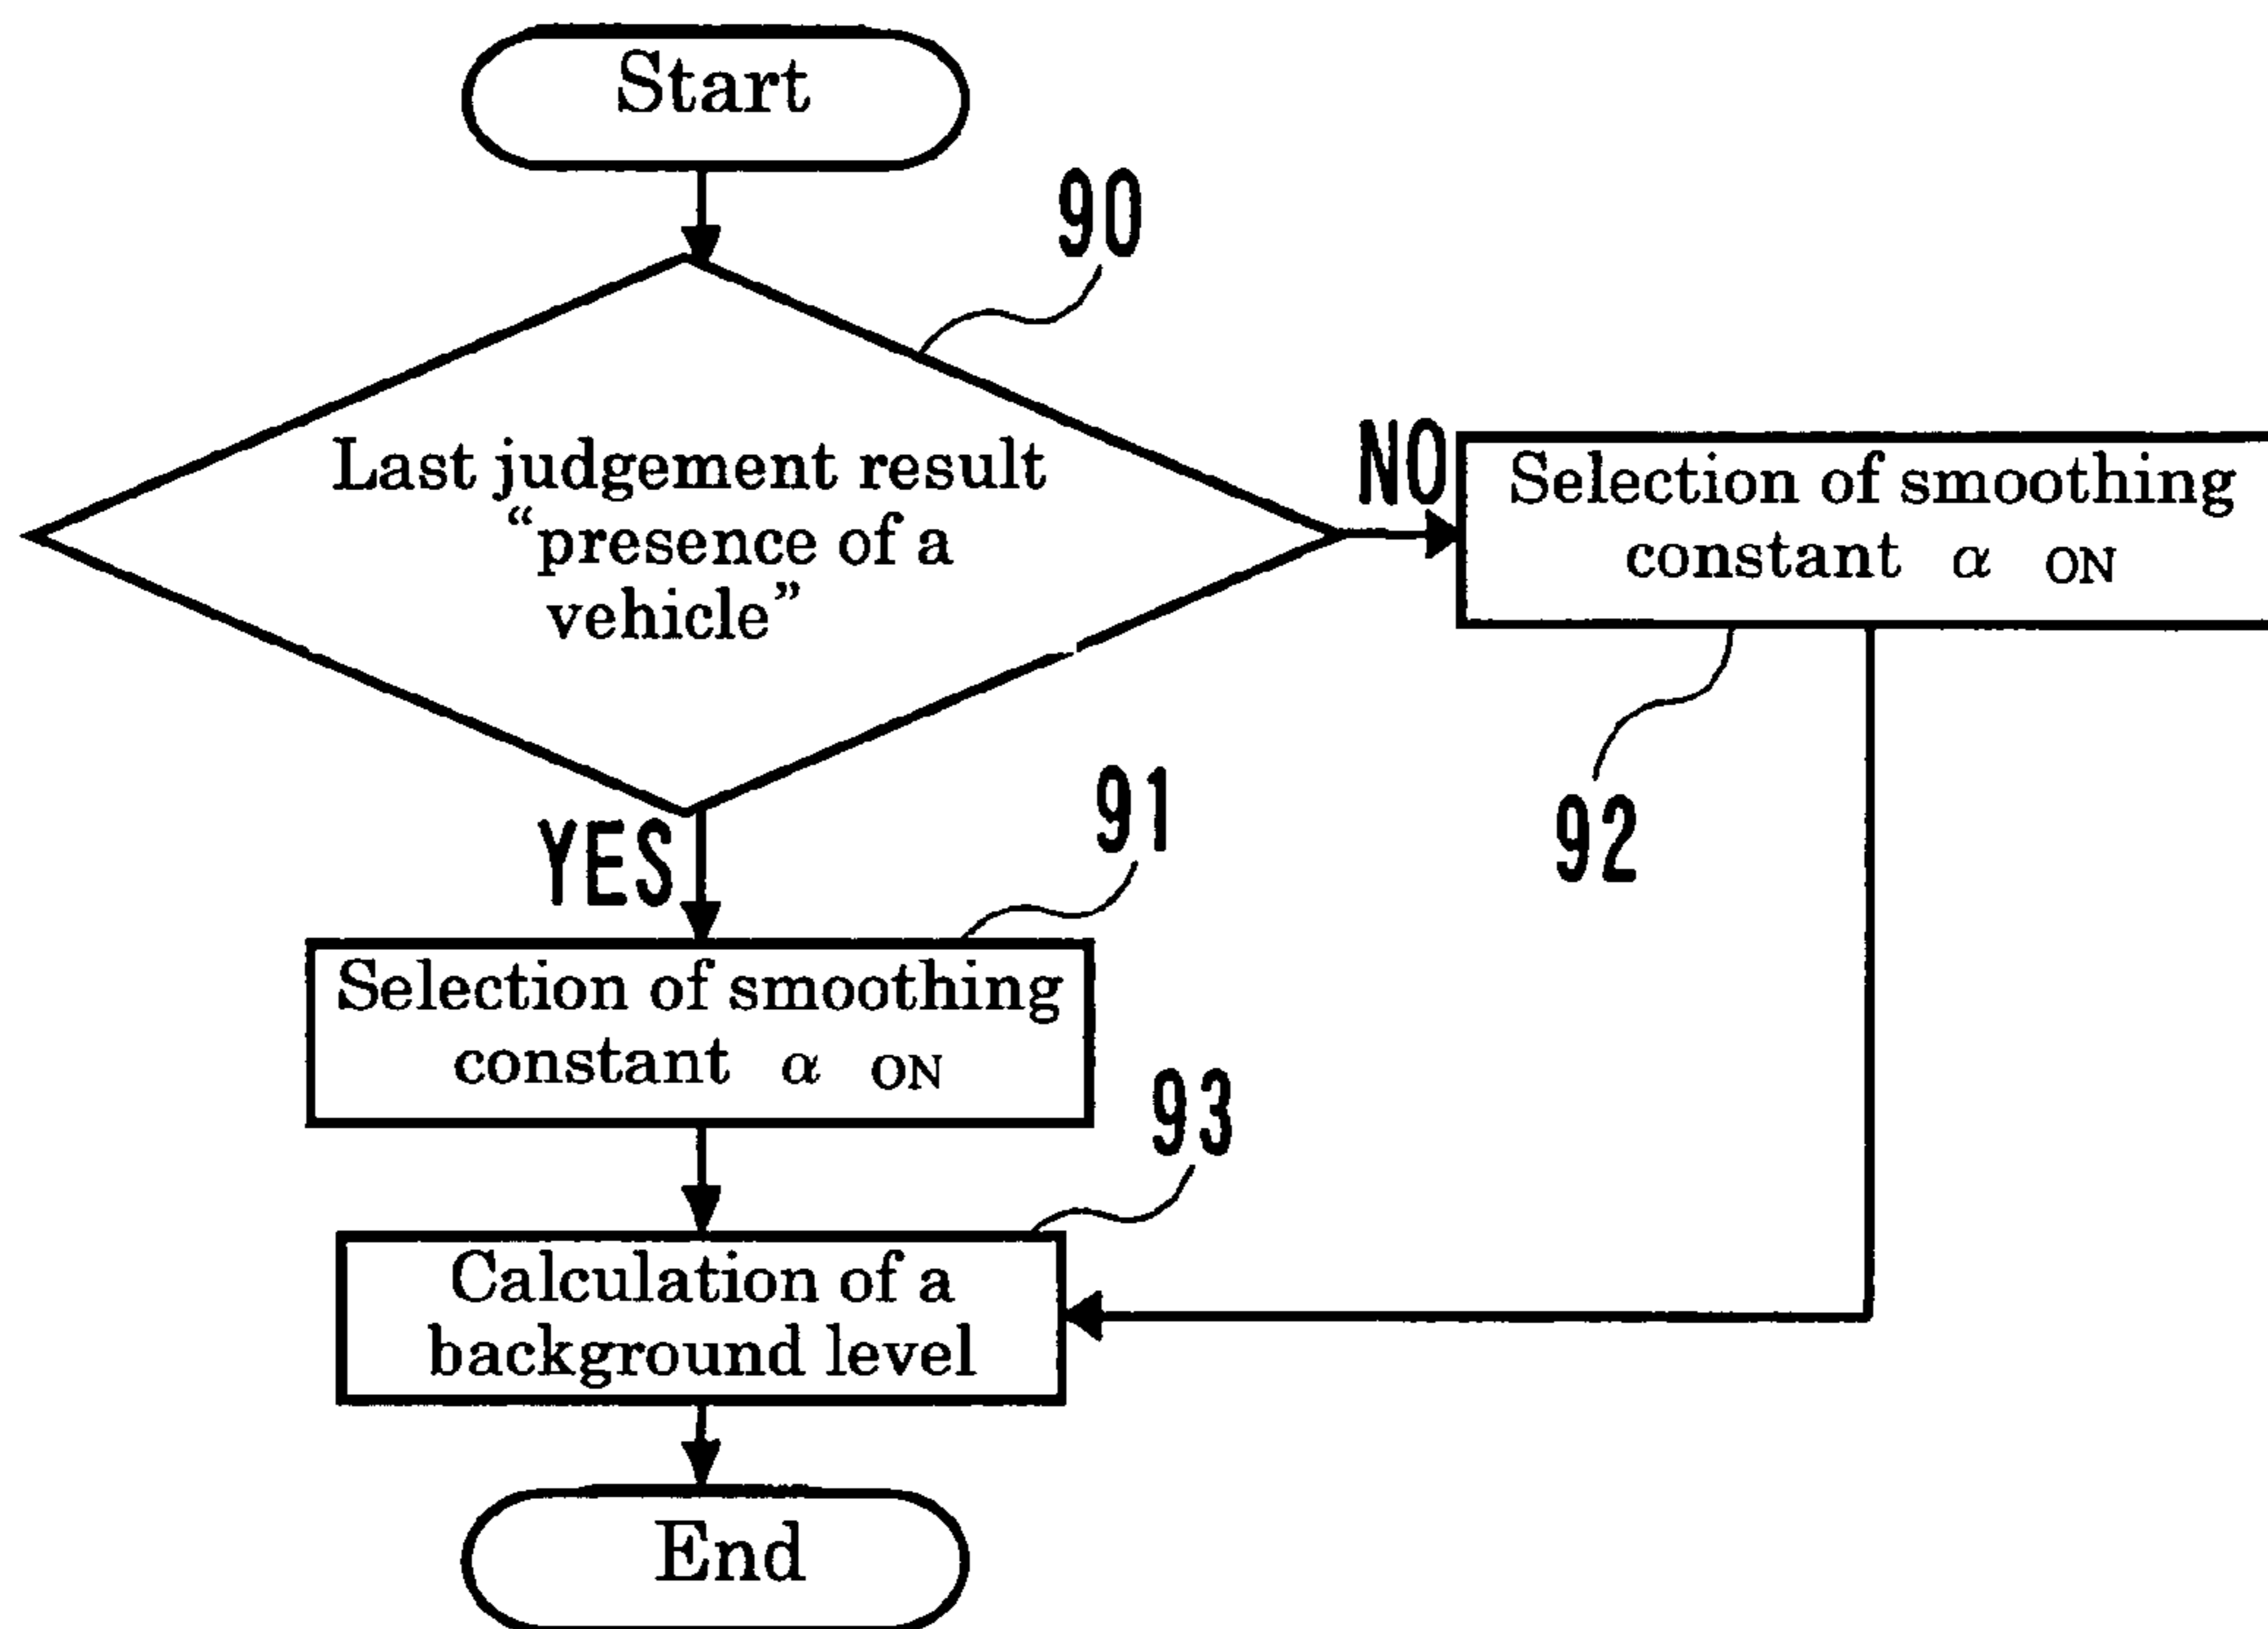 Start
90
Last judgement result
“presence of a
vehicle”
NO
Selection of smoothing
constant α ON
92
YES
91
Selection of smoothing
constant α ON
93
Calculation of a
background level
End